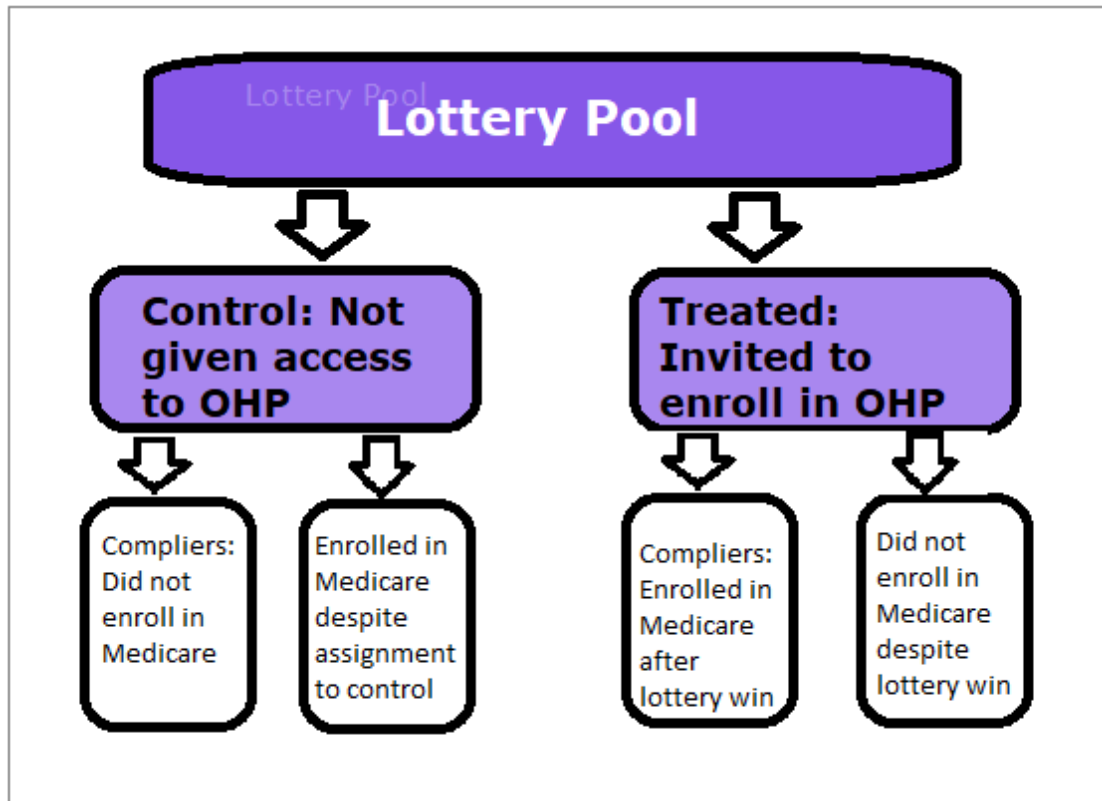 Lottery Pool
Lottery Pool
Control: Not
given access
to OHP
Treated:
Invited to
enroll in OHP
Compliers:
Did not
enroll in
Medicare
Enrolled in
Medicare
despite
assignment
to control
Compliers:
Enrolled in
Medicare
after
lottery win
Did not
enroll in
Medicare
despite
lottery win